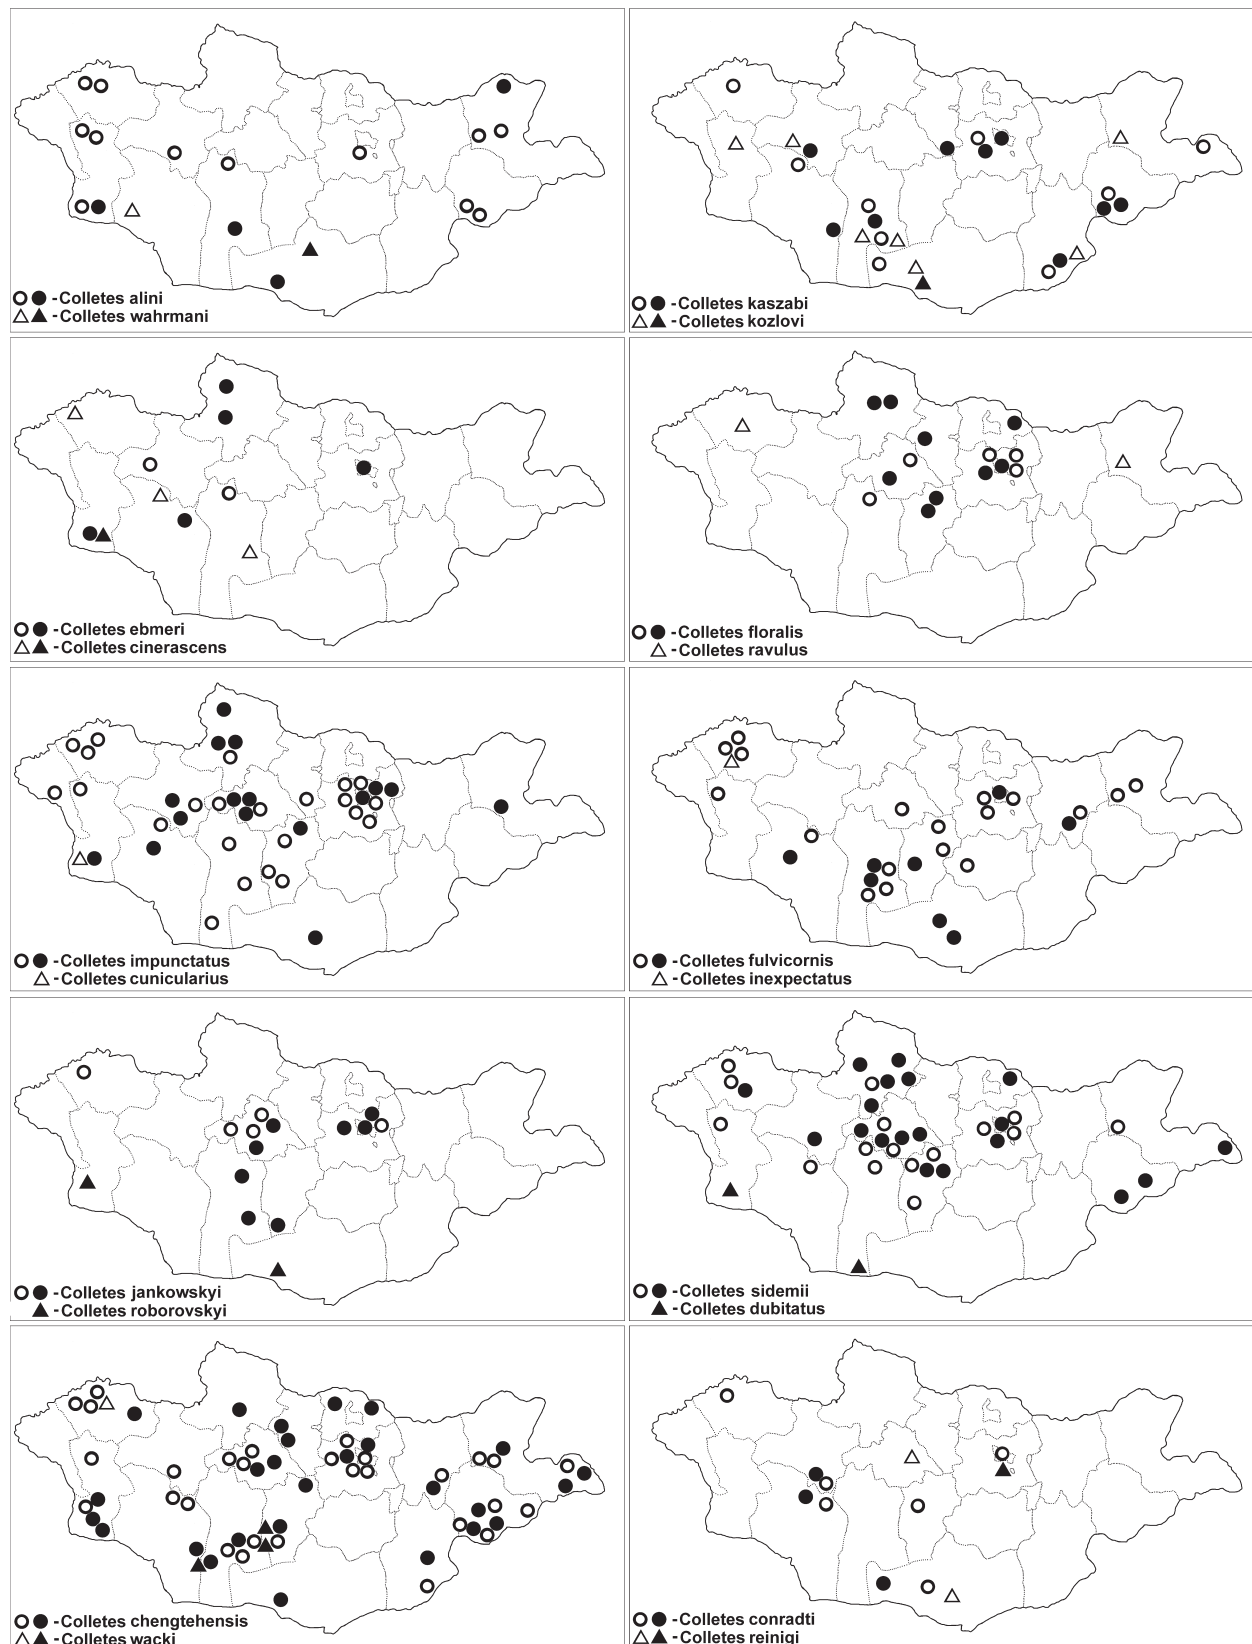 -Colletes alini
-Colletes wahrmani
-Colletes kaszabi
-Colletes kozlovi
-Colletes ebmeri
-Colletes cinerascens
-Colletes floralis
-Colletes ravulus
-Colletes impunctatus
-Colletes cunicularius
-Colletes fulvicornis
-Colletes inexpectatus
-Colletes jankowskyi
-Colletes roborovskyi
-Colletes sidemii
-Colletes dubitatus
-Colletes chengtehensis
-Colletes wacki
-Colletes conradti
-Colletes reinigi